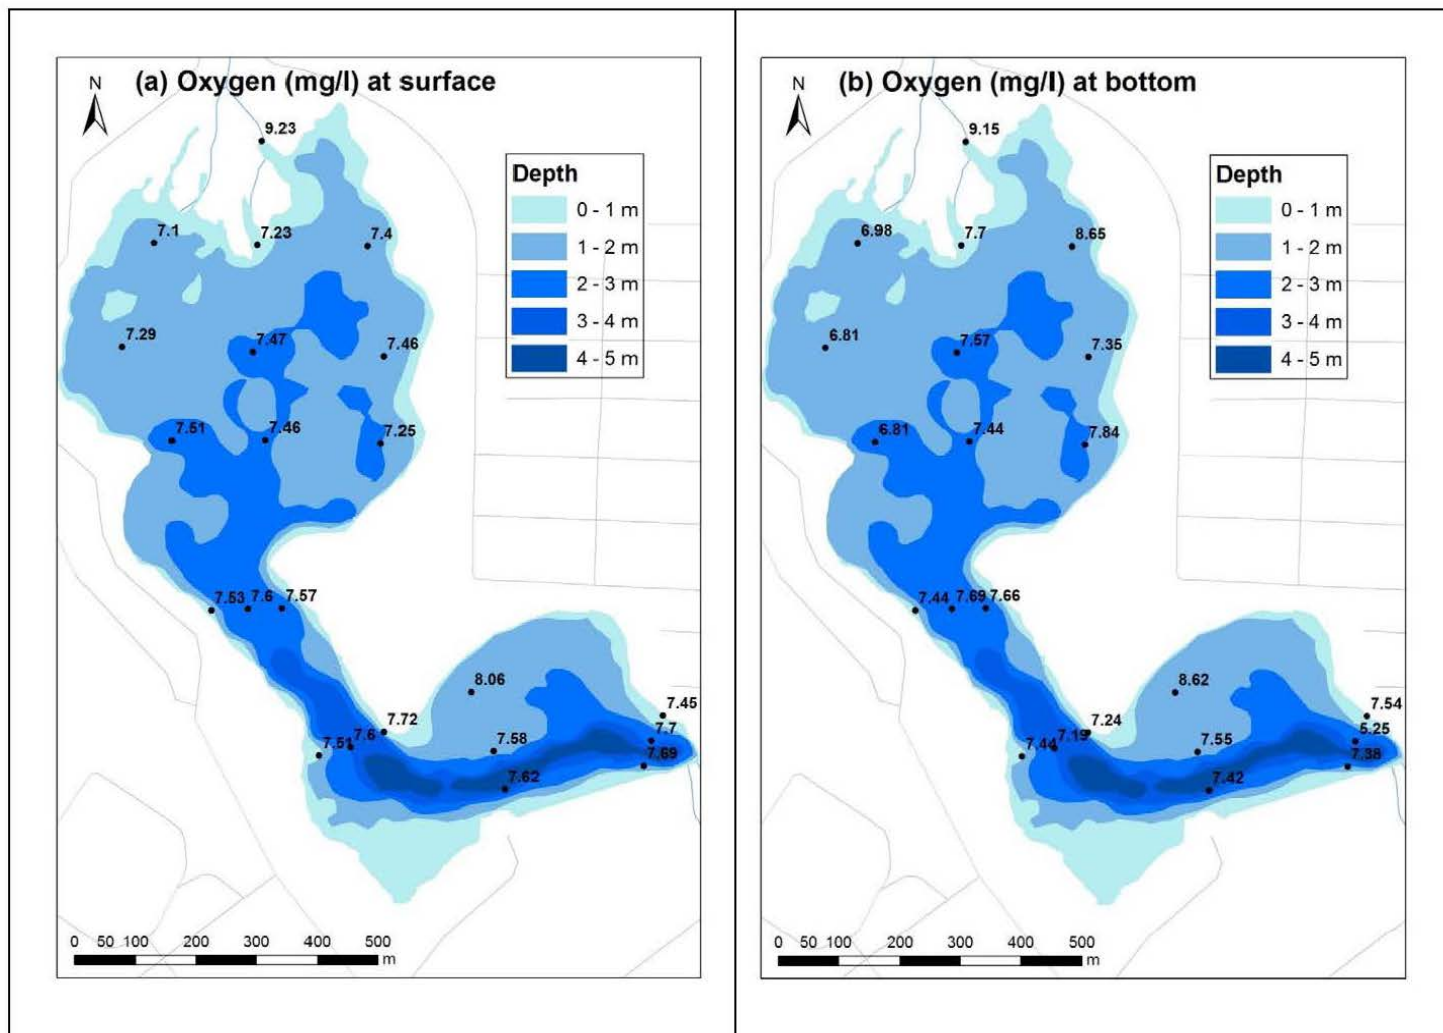 (a) Oxygen (mg/l) at surface
N
9.23
Depth
0 - 1 m
1 - 2 m
2 - 3 m
3 - 4 m
4 - 5 m
7.1
7.23
7.4
7.29
7.47
7.46
7.51
7.46
7.25
7.53
7.6
7.57
8.06
7.45
7.72
7.7
7.6
7.51
7.58
7.69
7.62
0 50 100 200 300 400 500
m
(b) Oxygen (mg/l) at bottom
N
9.15
Depth
0 - 1 m
1 - 2 m
2 - 3 m
3 - 4 m
4 - 5 m
6.98
7.7
8.65
6.81
7.57
7.35
6.81
7.44
7.84
7.44
7.69
7.66
8.62
7.54
7.24
5.25
7.19
7.44
7.55
7.38
7.42
0 50 100 200 300 400 500
m